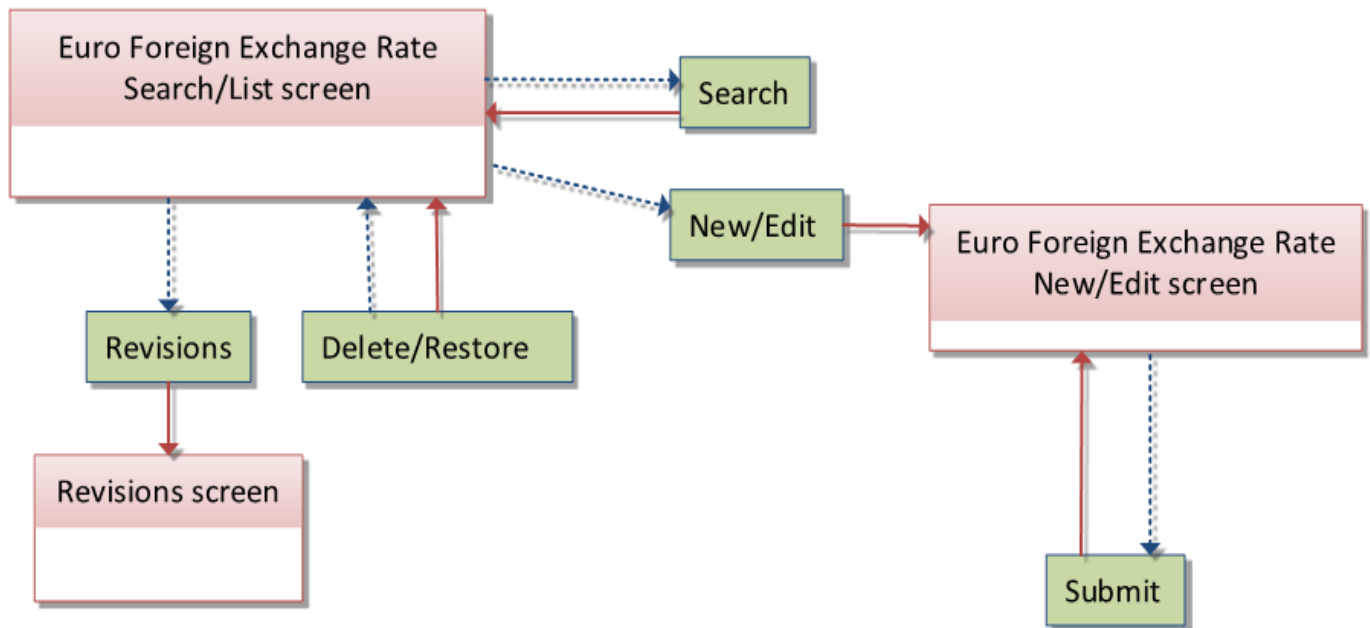 Euro Foreign Exchange Rate
Search/List screen
Search
New/Edit
Euro Foreign Exchange Rate
New/Edit screen
Revisions
Delete/Restore
Revisions screen
Submit